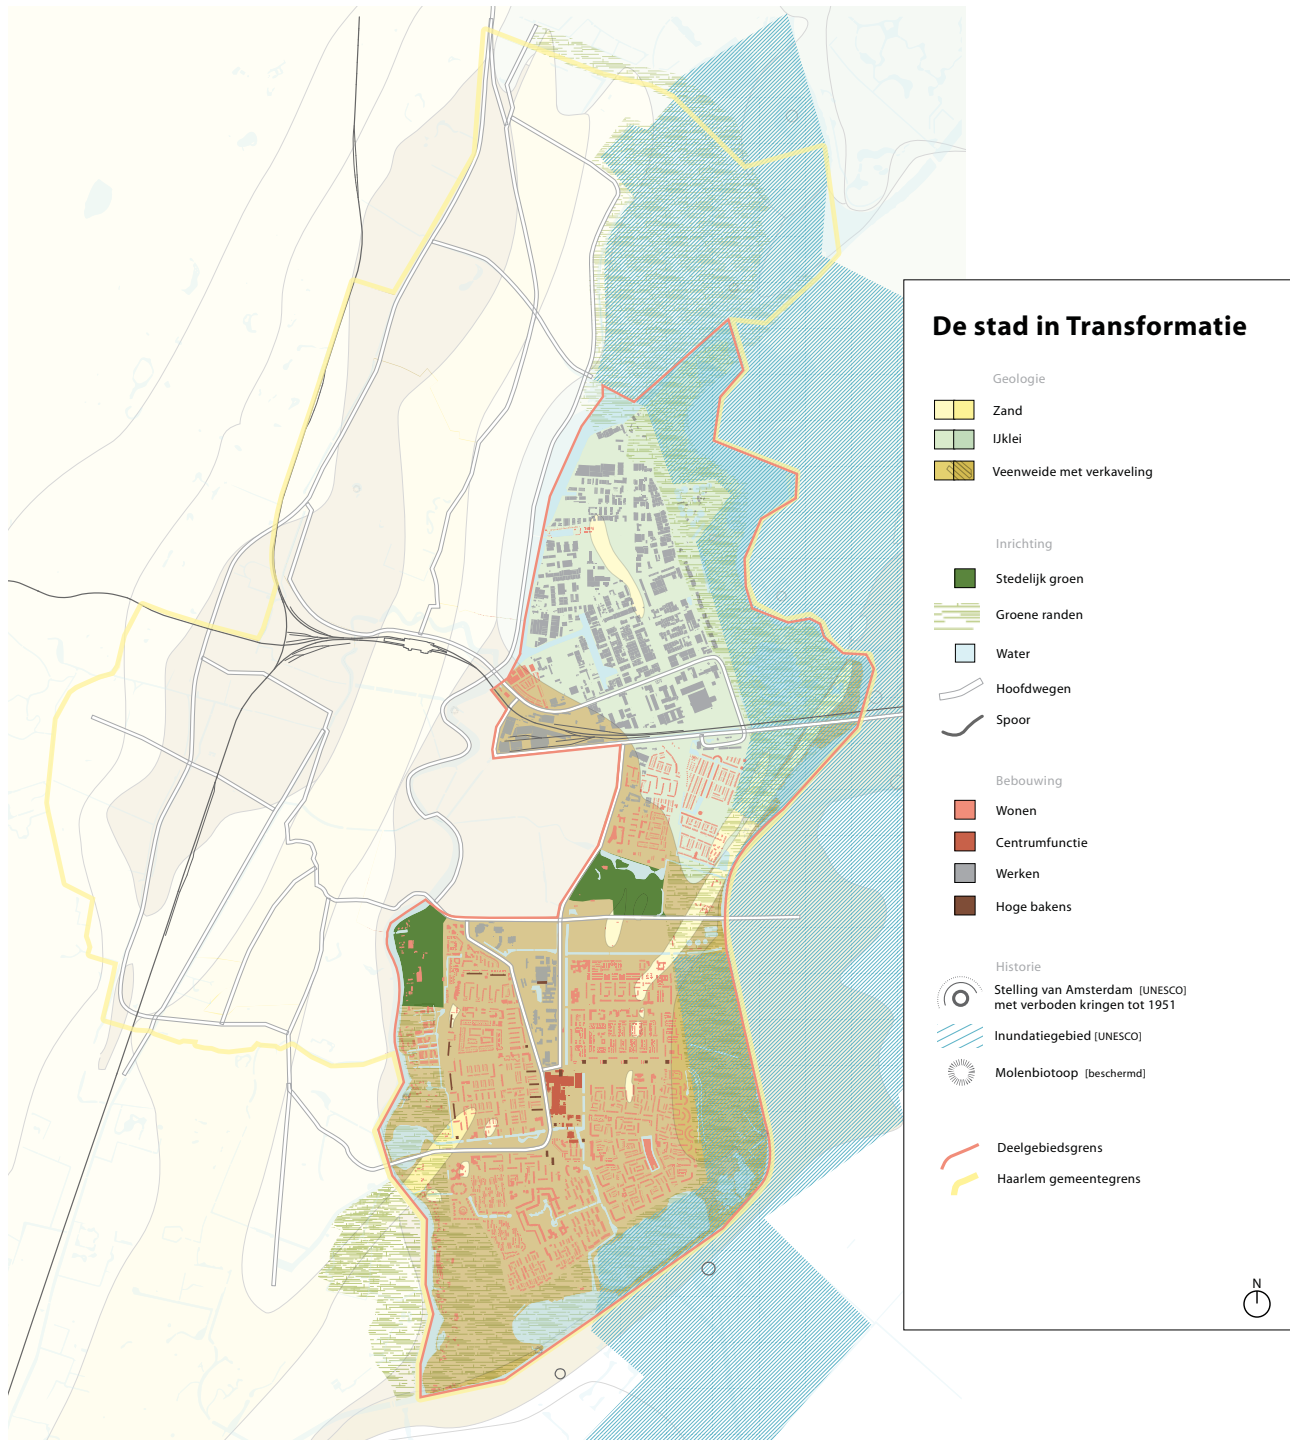 De stad in Transformatie
Geologie
Zand
IJklei
Veenweide met verkaveling
Inrichting
Stedelijk groen
Groene randen
Water
Hoofdwegen
Spoor
Bebouwing
Wonen
Centrumfunctie
Werken
Hoge bakens
Historie
Stelling van Amsterdam [UNESCO]
met verboden kringen tot 1951
Inundatiegebied [UNESCO]
Molenbiotoop [beschermd]
Deelgebiedsgrens
Haarlem gemeentegrens
N